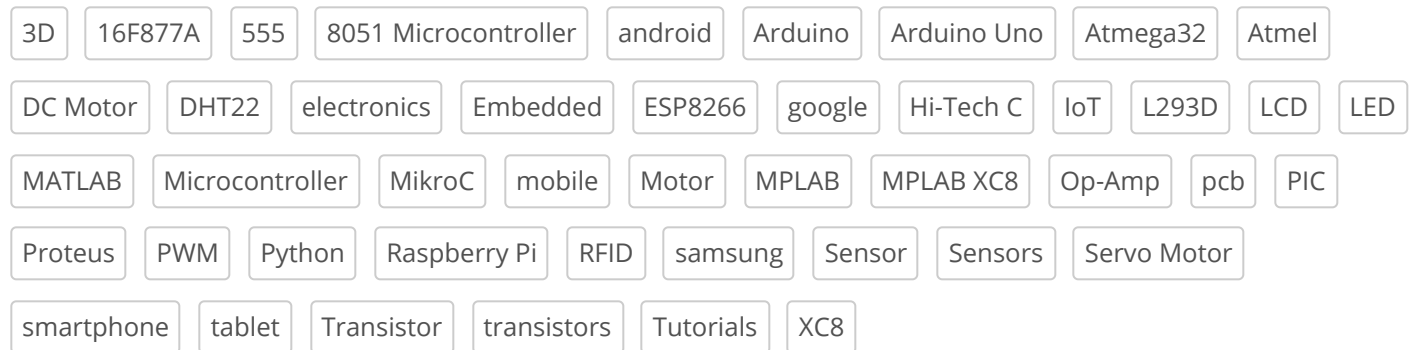 3D 16F877A 555 8051 Microcontroller android Arduino Arduino Uno Atmega32 Atmel
DC Motor DHT22 electronics Embedded ESP8266 google Hi-Tech C IoT L293D LCD LED
MATLAB Microcontroller MikroC mobile Motor MPLAB MPLAB XC8 Op-Amp pcb PIC
Proteus PWM Python Raspberry Pi RFID samsung Sensor Sensors Servo Motor
smartphone tablet Transistor transistors Tutorials XC8